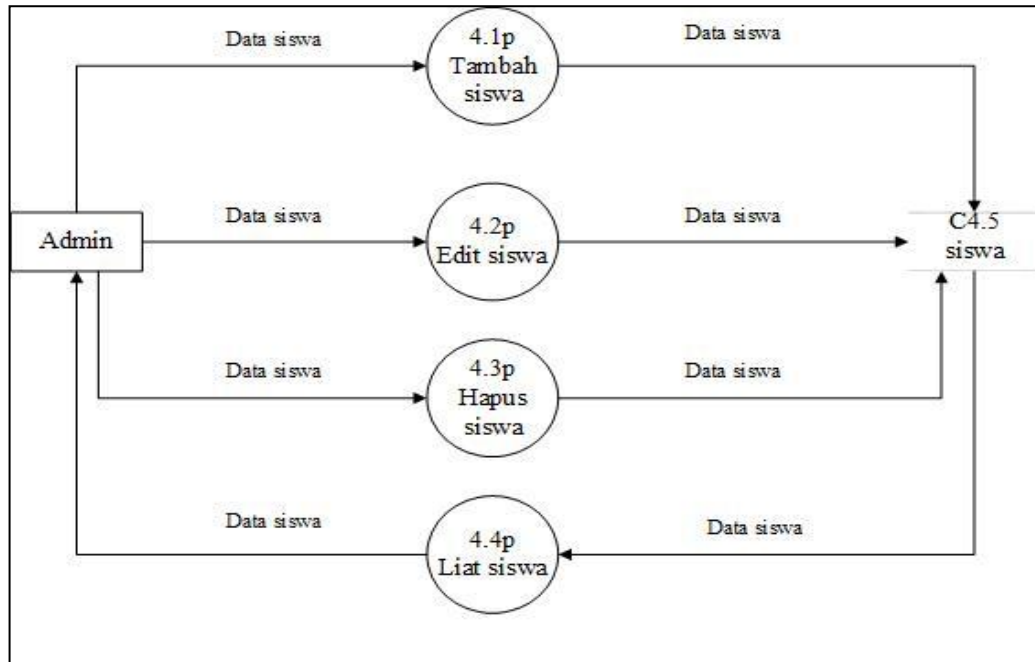 Data siswa
4.1p
Tambah
siswa
Data siswa
Admin
Data siswa
4.2p
Edit siswa
Data siswa
C4.5
siswa
Data siswa
4.3p
Hapus
siswa
Data siswa
Data siswa
4.4p
Liat siswa
Data siswa